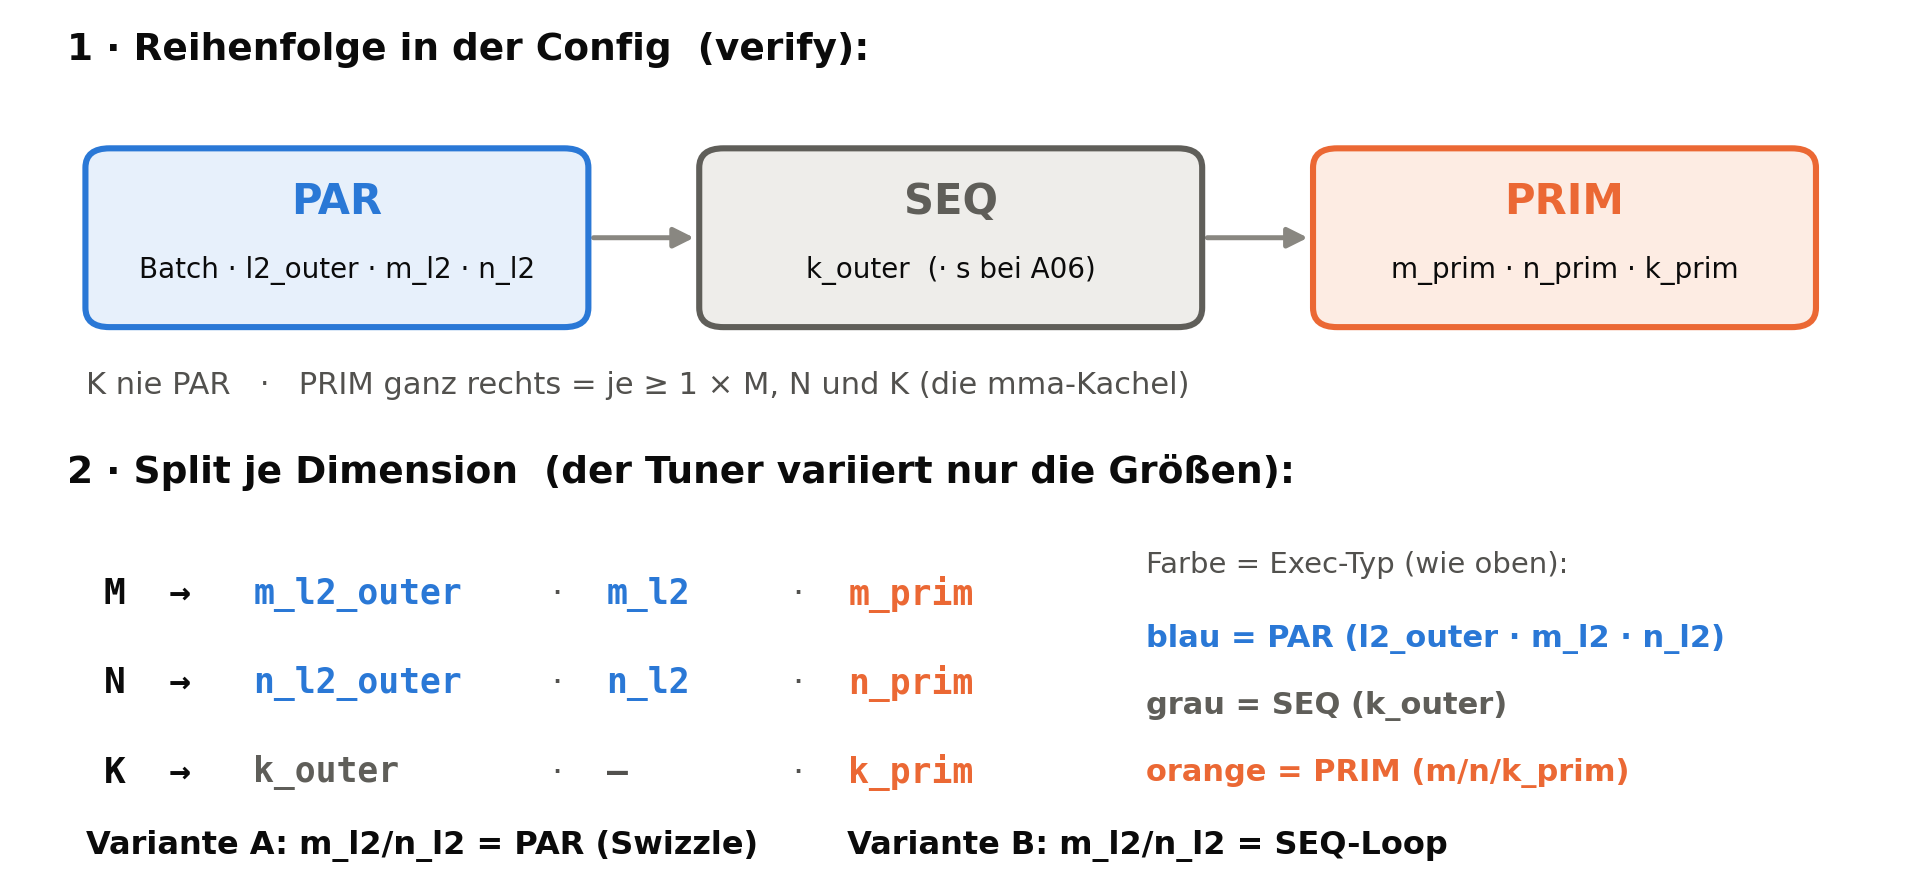 1 · Reihenfolge in der Config (verify):
PAR
Batch · l2_outer · m_l2 · n_l2
SEQ
k_outer (· s bei A06)
PRIM
m_prim · n_prim · k_prim
K nie PAR · PRIM ganz rechts = je ≥ 1 × M, N und K (die mma-Kachel)
2 · Split je Dimension (der Tuner variiert nur die Größen):
M → m_l2_outer · m_l2 · m_prim
N → n_l2_outer · n_l2 · n_prim
K → k_outer · – · k_prim
Farbe = Exec-Typ (wie oben):
blau = PAR (l2_outer · m_l2 · n_l2)
grau = SEQ (k_outer)
orange = PRIM (m/n/k_prim)
Variante A: m_l2/n_l2 = PAR (Swizzle)
Variante B: m_l2/n_l2 = SEQ-Loop